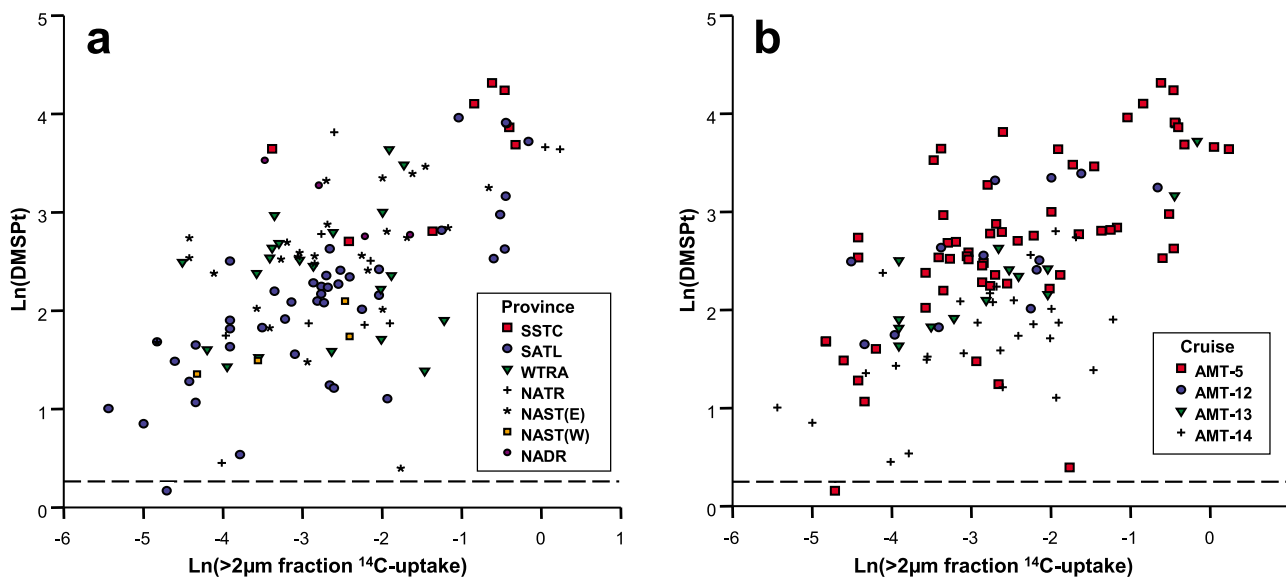 a
5
4
3
2
1
0
Ln(DMSPt)
-6
-5
-4
-3
-2
-1
0
1
Ln(>2µm fraction ¹⁴C-uptake)
Province
SSTC
SATL
WTRA
NATR
NAST(E)
NAST(W)
NADR
b
5
4
3
2
1
0
Ln(DMSPt)
-6
-5
-4
-3
-2
-1
0
1
Ln(>2µm fraction ¹⁴C-uptake)
Cruise
AMT-5
AMT-12
AMT-13
AMT-14